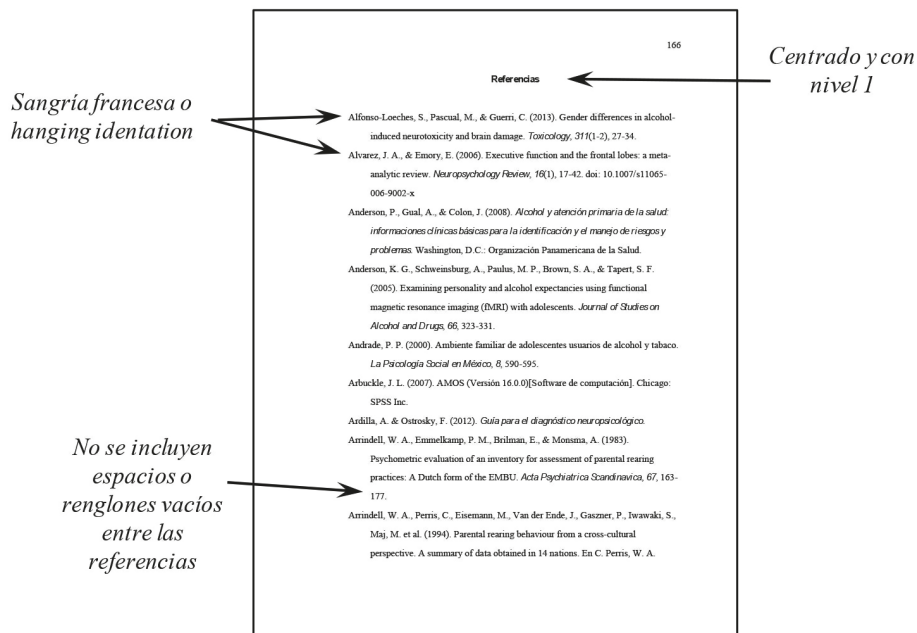 166
Referencias
Centrado y con
nivel 1
Sangría francesa o
hanging identation
Alfonso-Loeches, S., Pascual, M., & Guerri, C. (2013). Gender differences in alcohol-
induced neurotoxicity and brain damage. Toxicology, 311(1-2), 27-34.
Alvarez, J. A., & Emory, E. (2006). Executive function and the frontal lobes: a meta-
analytic review. Neuropsychology Review, 16(1), 17-42. doi: 10.1007/s11065-
006-9002-x
Anderson, P., Gual, A., & Colon, J. (2008). Alcohol y atención primaria de la salud:
informaciones clínicas básicas para la identificación y el manejo de riesgos y
problemas. Washington, D.C.: Organización Panamericana de la Salud.
Anderson, K. G., Schweinsburg, A., Paulus, M. P., Brown, S. A., & Tapert, S. F.
(2005). Examining personality and alcohol expectancies using functional
magnetic resonance imaging (fMRI) with adolescents. Journal of Studies on
Alcohol and Drugs, 66, 323-331.
Andrade, P. P. (2000). Ambiente familiar de adolescentes usuarios de alcohol y tabaco.
La Psicología Social en México, 8, 590-595.
Arbuckle, J. L. (2007). AMOS (Versión 16.0.0)[Software de computación]. Chicago:
SPSS Inc.
Ardilla, A. & Ostrosky, F. (2012). Guía para el diagnóstico neuropsicológico.
Arrindell, W. A., Emmelkamp, P. M., Brilman, E., & Monsma, A. (1983).
Psychometric evaluation of an inventory for assessment of parental rearing
practices: A Dutch form of the EMBU. Acta Psychiatrica Scandinavica, 67, 163-
177.
Arrindell, W. A., Perris, C., Eisemann, M., Van der Ende, J., Gaszner, P., Iwawaki, S.,
Maj, M. et al. (1994). Parental rearing behaviour from a cross-cultural
perspective. A summary of data obtained in 14 nations. En C. Perris, W. A.
No se incluyen
espacios o
renglones vacíos
entre las
referencias